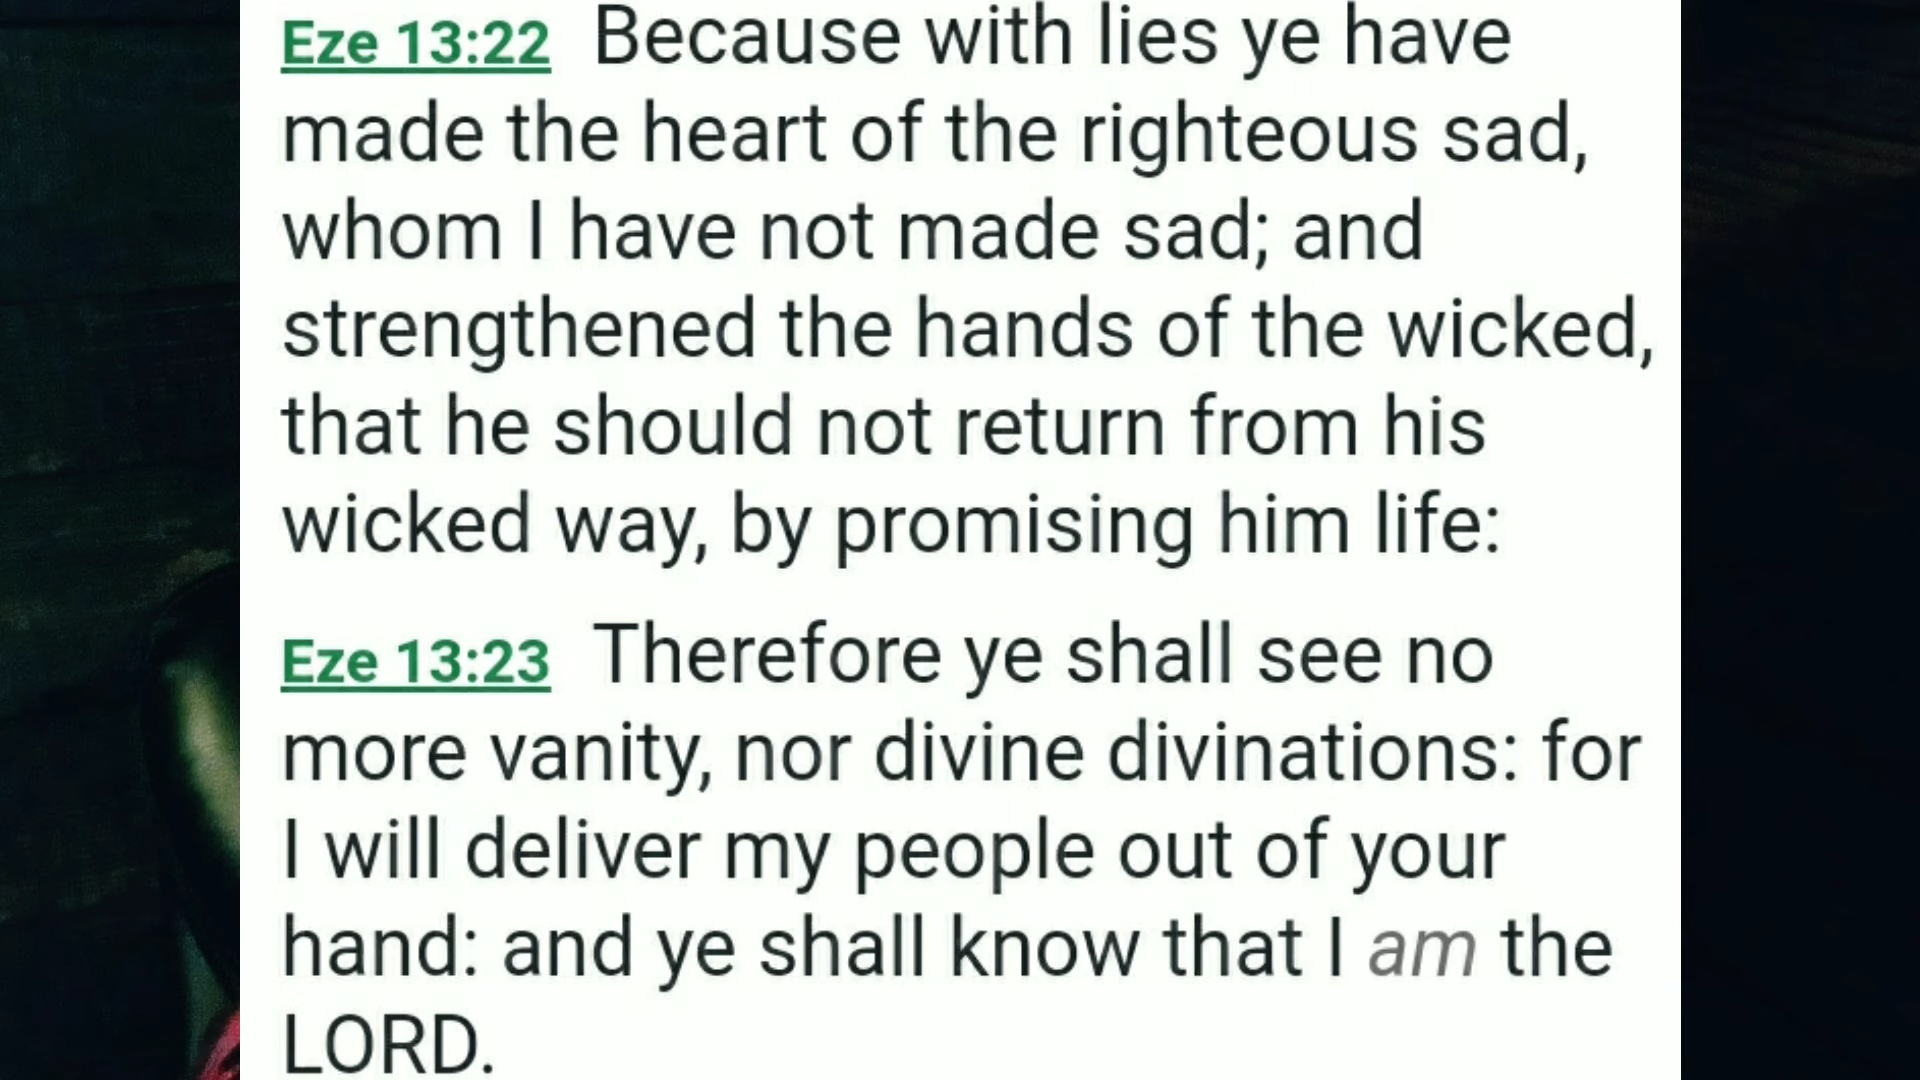 Eze 13:22 Because with lies ye have
made the heart of the righteous sad,
whom I have not made sad; and
strengthened the hands of the wicked,
that he should not return from his
wicked way, by promising him life:
Eze 13:23 Therefore ye shall see no
more vanity, nor divine divinations: for
I will deliver my people out of your
hand: and ye shall know that I am the
LORD.